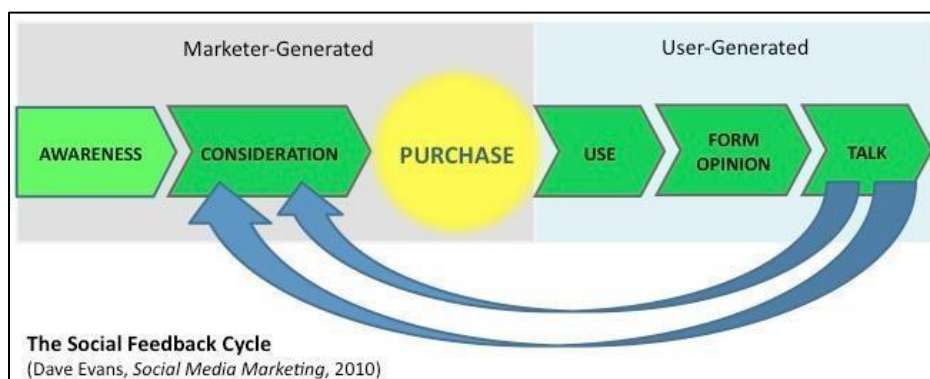 Marketer-Generated
User-Generated
AWARENESS
CONSIDERATION
PURCHASE
USE
FORM
OPINION
TALK
The Social Feedback Cycle
(Dave Evans, Social Media Marketing, 2010)